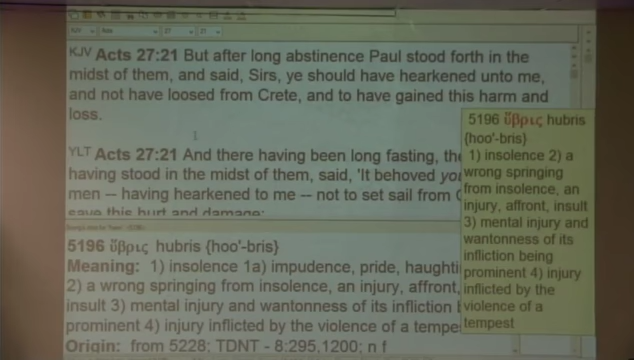 KJV Acts 27:21 But after long abstinence Paul stood forth in the
midst of them, and said, Sirs, ye should have hearkened unto me,
and not have loosed from Crete, and to have gained this harm and
loss.
YLT Acts 27:21 And there having been long fasting, the
having stood in the midst of them, said, 'It behoved you
men -- having hearkened to me -- not to set sail from C
save this hurt and damage;
5196 ὕβρις hubris {hoo'-bris}
Meaning: 1) insolence 1a) impudence, pride, haughti
2) a wrong springing from insolence, an injury, affront,
insult 3) mental injury and wantonness of its infliction b
prominent 4) injury inflicted by the violence of a tempe
Origin: from 5228; TDNT - 8:295,1200; n f
5196 ὕβρις hubris
{hoo'-bris}
1) insolence 2) a
wrong springing
from insolence, an
injury, affront, insult
3) mental injury and
wantonness of its
infliction being
prominent 4) injury
inflicted by the
violence of a
tempest